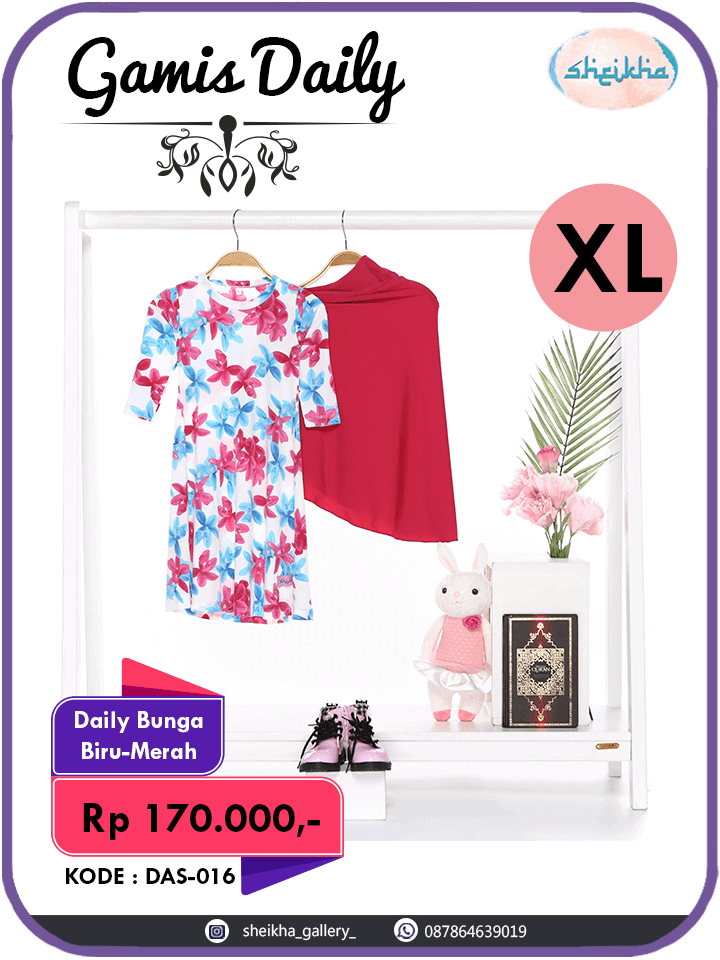 Gamis Daily
sheikha
XL
Daily Bunga
Biru-Merah
Rp 170.000,-
KODE : DAS-016
sheikha_gallery_
087864639019